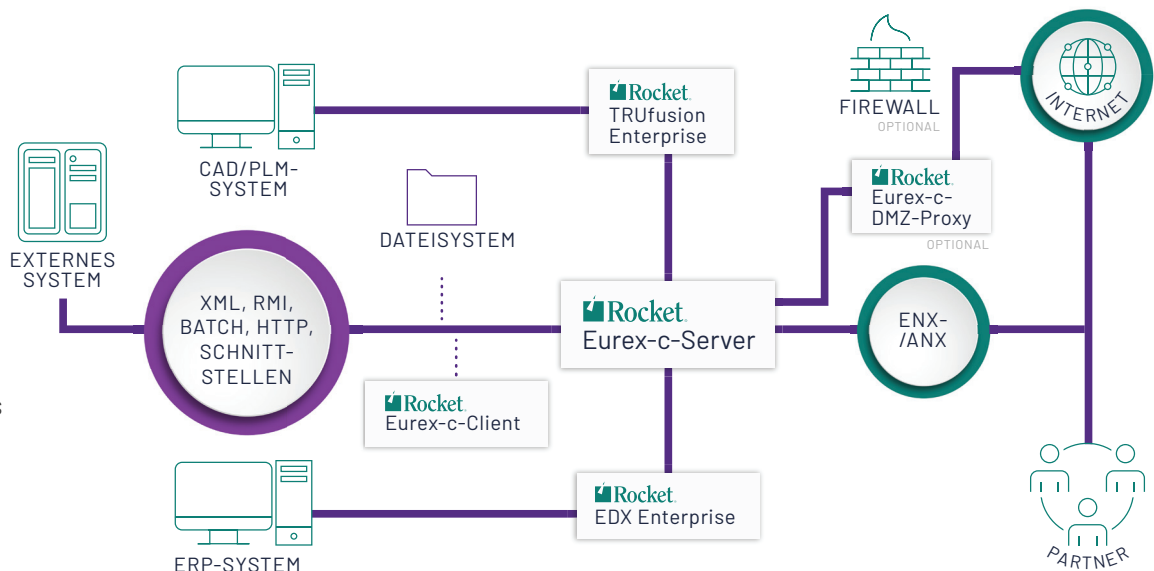 Rocket.
TRUfusion
Enterprise
FIREWALL
OPTIONAL
INTERNET
CAD/PLM-
SYSTEM
Rocket.
Eurex-c-
DMZ-Proxy
OPTIONAL
DATEISYSTEM
EXTERNES
SYSTEM
XML, RMI,
BATCH, HTTP,
SCHNITT-
STELLEN
Rocket.
Eurex-c-Server
ENX-
/ANX
Rocket.
Eurex-c-Client
s
Rocket.
EDX Enterprise
ERP-SYSTEM
PARTNER